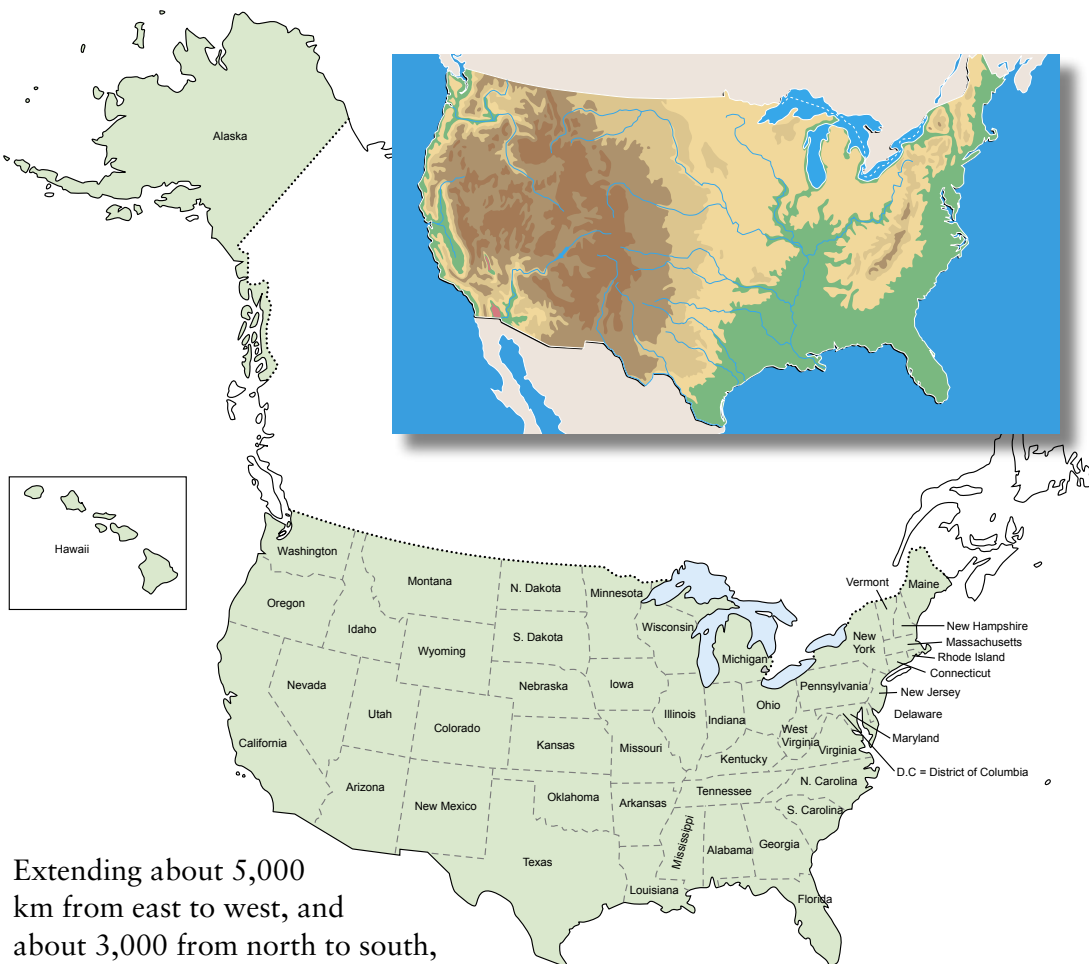 Alaska
Hawaii
Washington
Montana
N. Dakota
Minnesota
Vermont
Maine
Oregon
Idaho
Wyoming
S. Dakota
Wisconsin
Michigan
New
York
New Hampshire
Massachusetts
Rhode Island
Connecticut
Nevada
Utah
Colorado
Nebraska
Iowa
Illinois
Indiana
Ohio
Pennsylvania
New Jersey
Delaware
Maryland
D.C = District of Columbia
California
Kansas
Missouri
West
Virginia
Virginia
Kentucky
Arizona
New Mexico
Oklahoma
Arkansas
Tennessee
N. Carolina
S. Carolina
Texas
Louisiana
Mississippi
Alabama
Georgia
Florida
Extending about 5,000
km from east to west, and
about 3,000 from north to south,